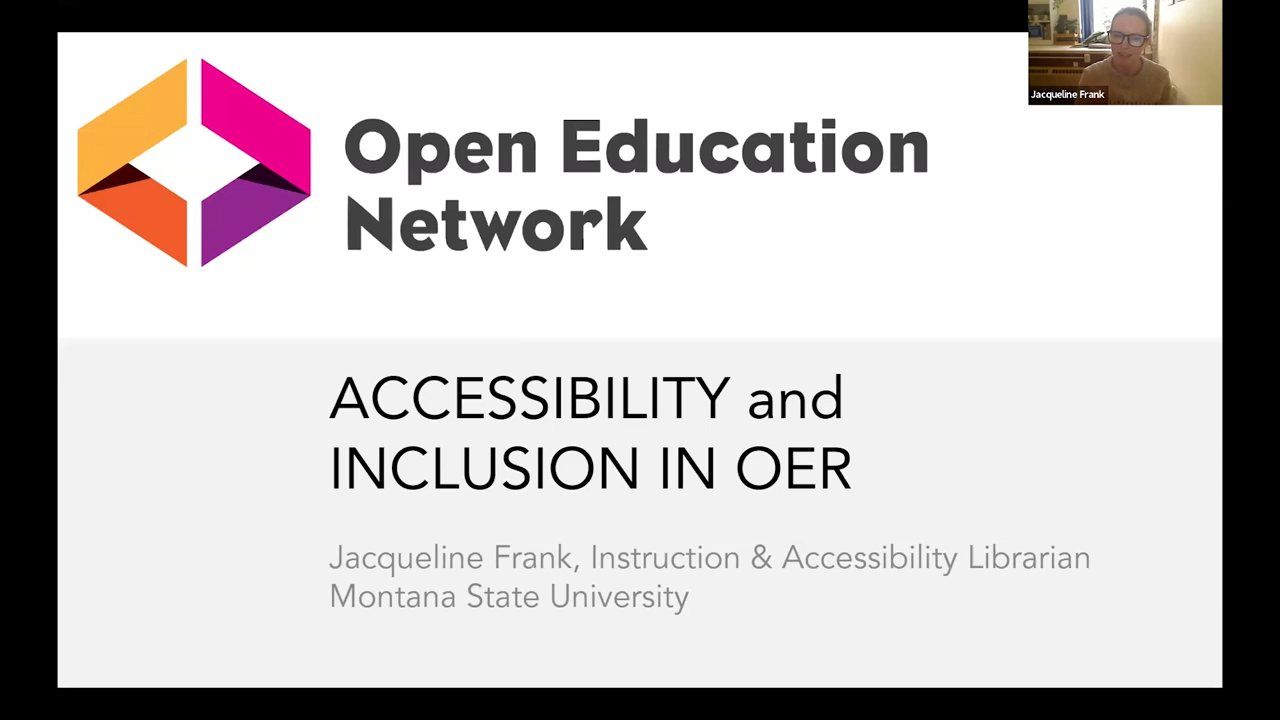 Jacqueline Frank
Open Education
Network
ACCESSIBILITY and
INCLUSION IN OER
Jacqueline Frank, Instruction & Accessibility Librarian
Montana State University